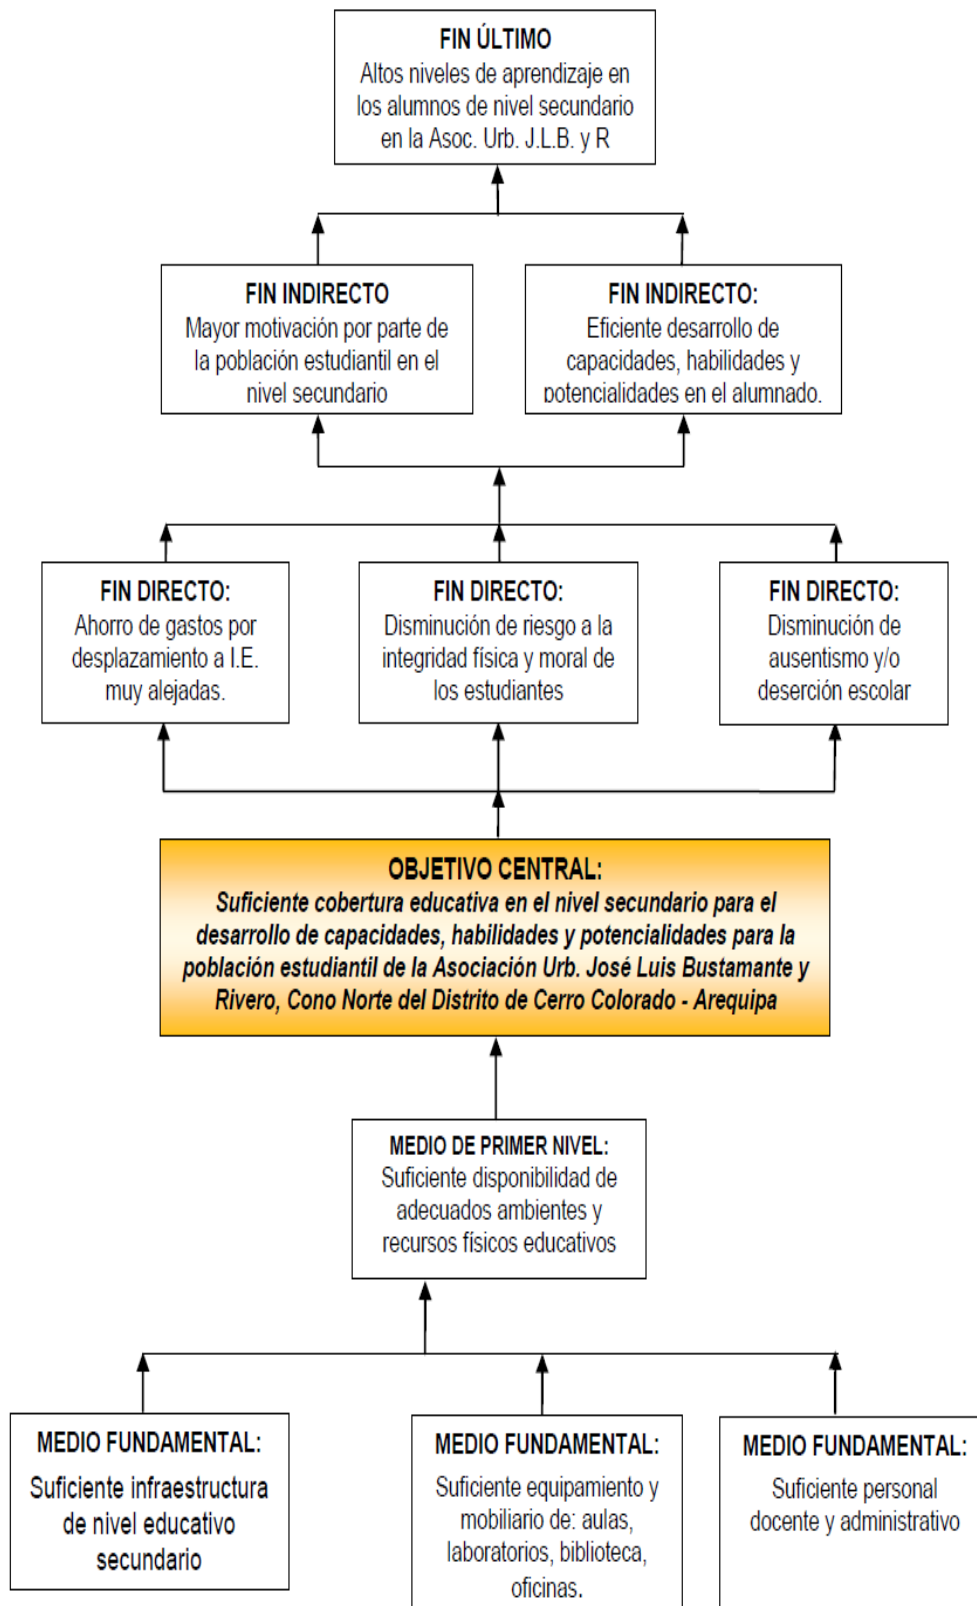 FIN ÚLTIMO
Altos niveles de aprendizaje en
los alumnos de nivel secundario
en la Asoc. Urb. J.L.B. y R
FIN INDIRECTO
Mayor motivación por parte de
la población estudiantil en el
nivel secundario
FIN INDIRECTO:
Eficiente desarrollo de
capacidades, habilidades y
potencialidades en el alumnado.
FIN DIRECTO:
Ahorro de gastos por
desplazamiento a I.E.
muy alejadas.
FIN DIRECTO:
Disminución de riesgo a la
integridad física y moral de
los estudiantes
FIN DIRECTO:
Disminución de
ausentismo y/o
deserción escolar
OBJETIVO CENTRAL:
Suficiente cobertura educativa en el nivel secundario para el
desarrollo de capacidades, habilidades y potencialidades para la
población estudiantil de la Asociación Urb. José Luis Bustamante y
Rivero, Cono Norte del Distrito de Cerro Colorado - Arequipa
MEDIO DE PRIMER NIVEL:
Suficiente disponibilidad de
adecuados ambientes y
recursos físicos educativos
MEDIO FUNDAMENTAL:
Suficiente infraestructura
de nivel educativo
secundario
MEDIO FUNDAMENTAL:
Suficiente equipamiento y
mobiliario de: aulas,
laboratorios, biblioteca,
oficinas.
MEDIO FUNDAMENTAL:
Suficiente personal
docente y administrativo